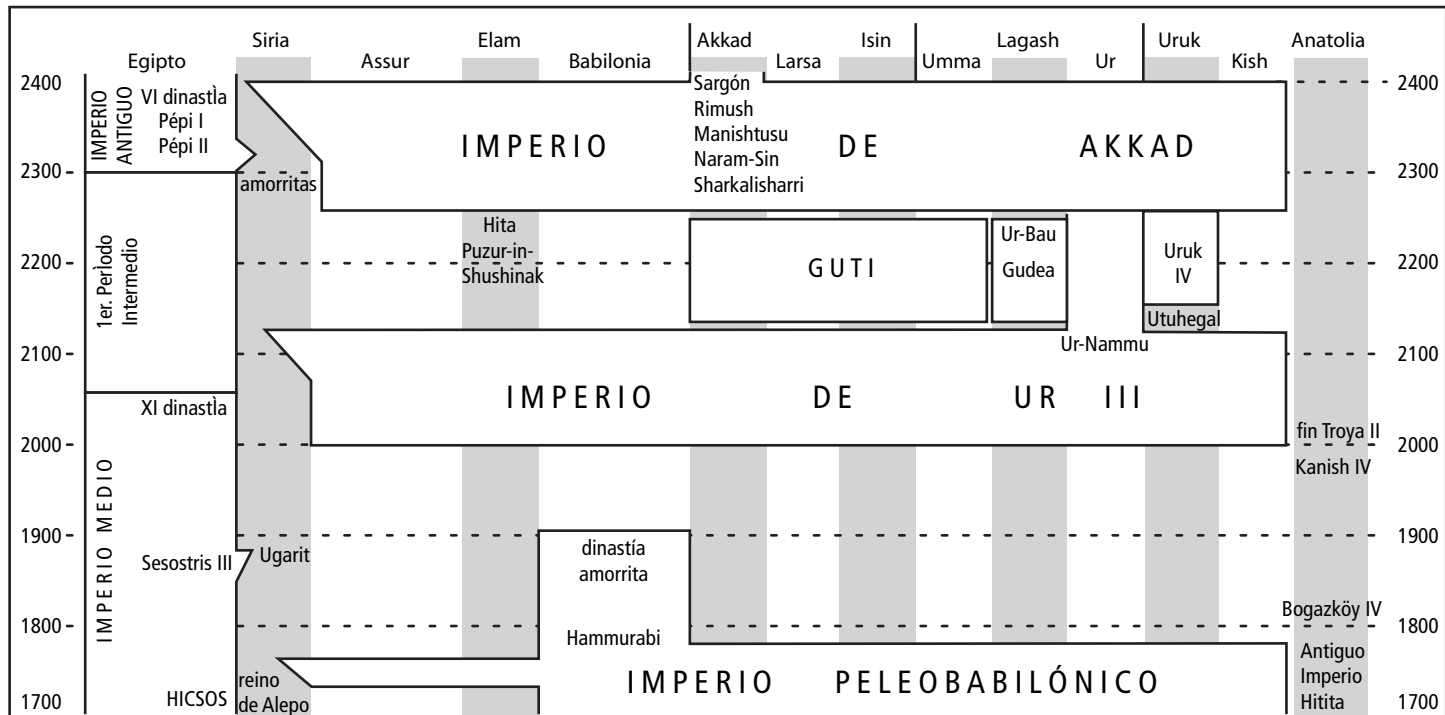 Siria
Elam
Akkad
Isin
Lagash
Uruk
Anatolia
Egipto
Assur
Babilonia
Larsa
Umma
Ur
Kish
2400
2400
IMPERIO
ANTIGUO
VI dinastìa
Pépi I
Pépi II
Sargón
Rimush
Manishtusu
Naram-Sin
Sharkalisharri
IMPERIO DE AKKAD
2300
2300
amorritas
1er. Perìodo
Intermedio
Hita
Puzur-in-
Shushinak
GUTI
Ur-Bau
Gudea
Uruk
IV
2200
2200
Utuhegal
Ur-Nammu
2100
2100
IMPERIO DE UR III
XI dinastìa
fin Troya II
2000
2000
Kanish IV
IMPERIO MEDIO
1900
1900
dinastía
amorrita
Sesostris III
Ugarit
Bogazköy IV
1800
1800
Hammurabi
Antiguo
Imperio
Hitita
IMPERIO PELEOBABILÓNICO
reino
de Alepo
HICSOS
1700
1700